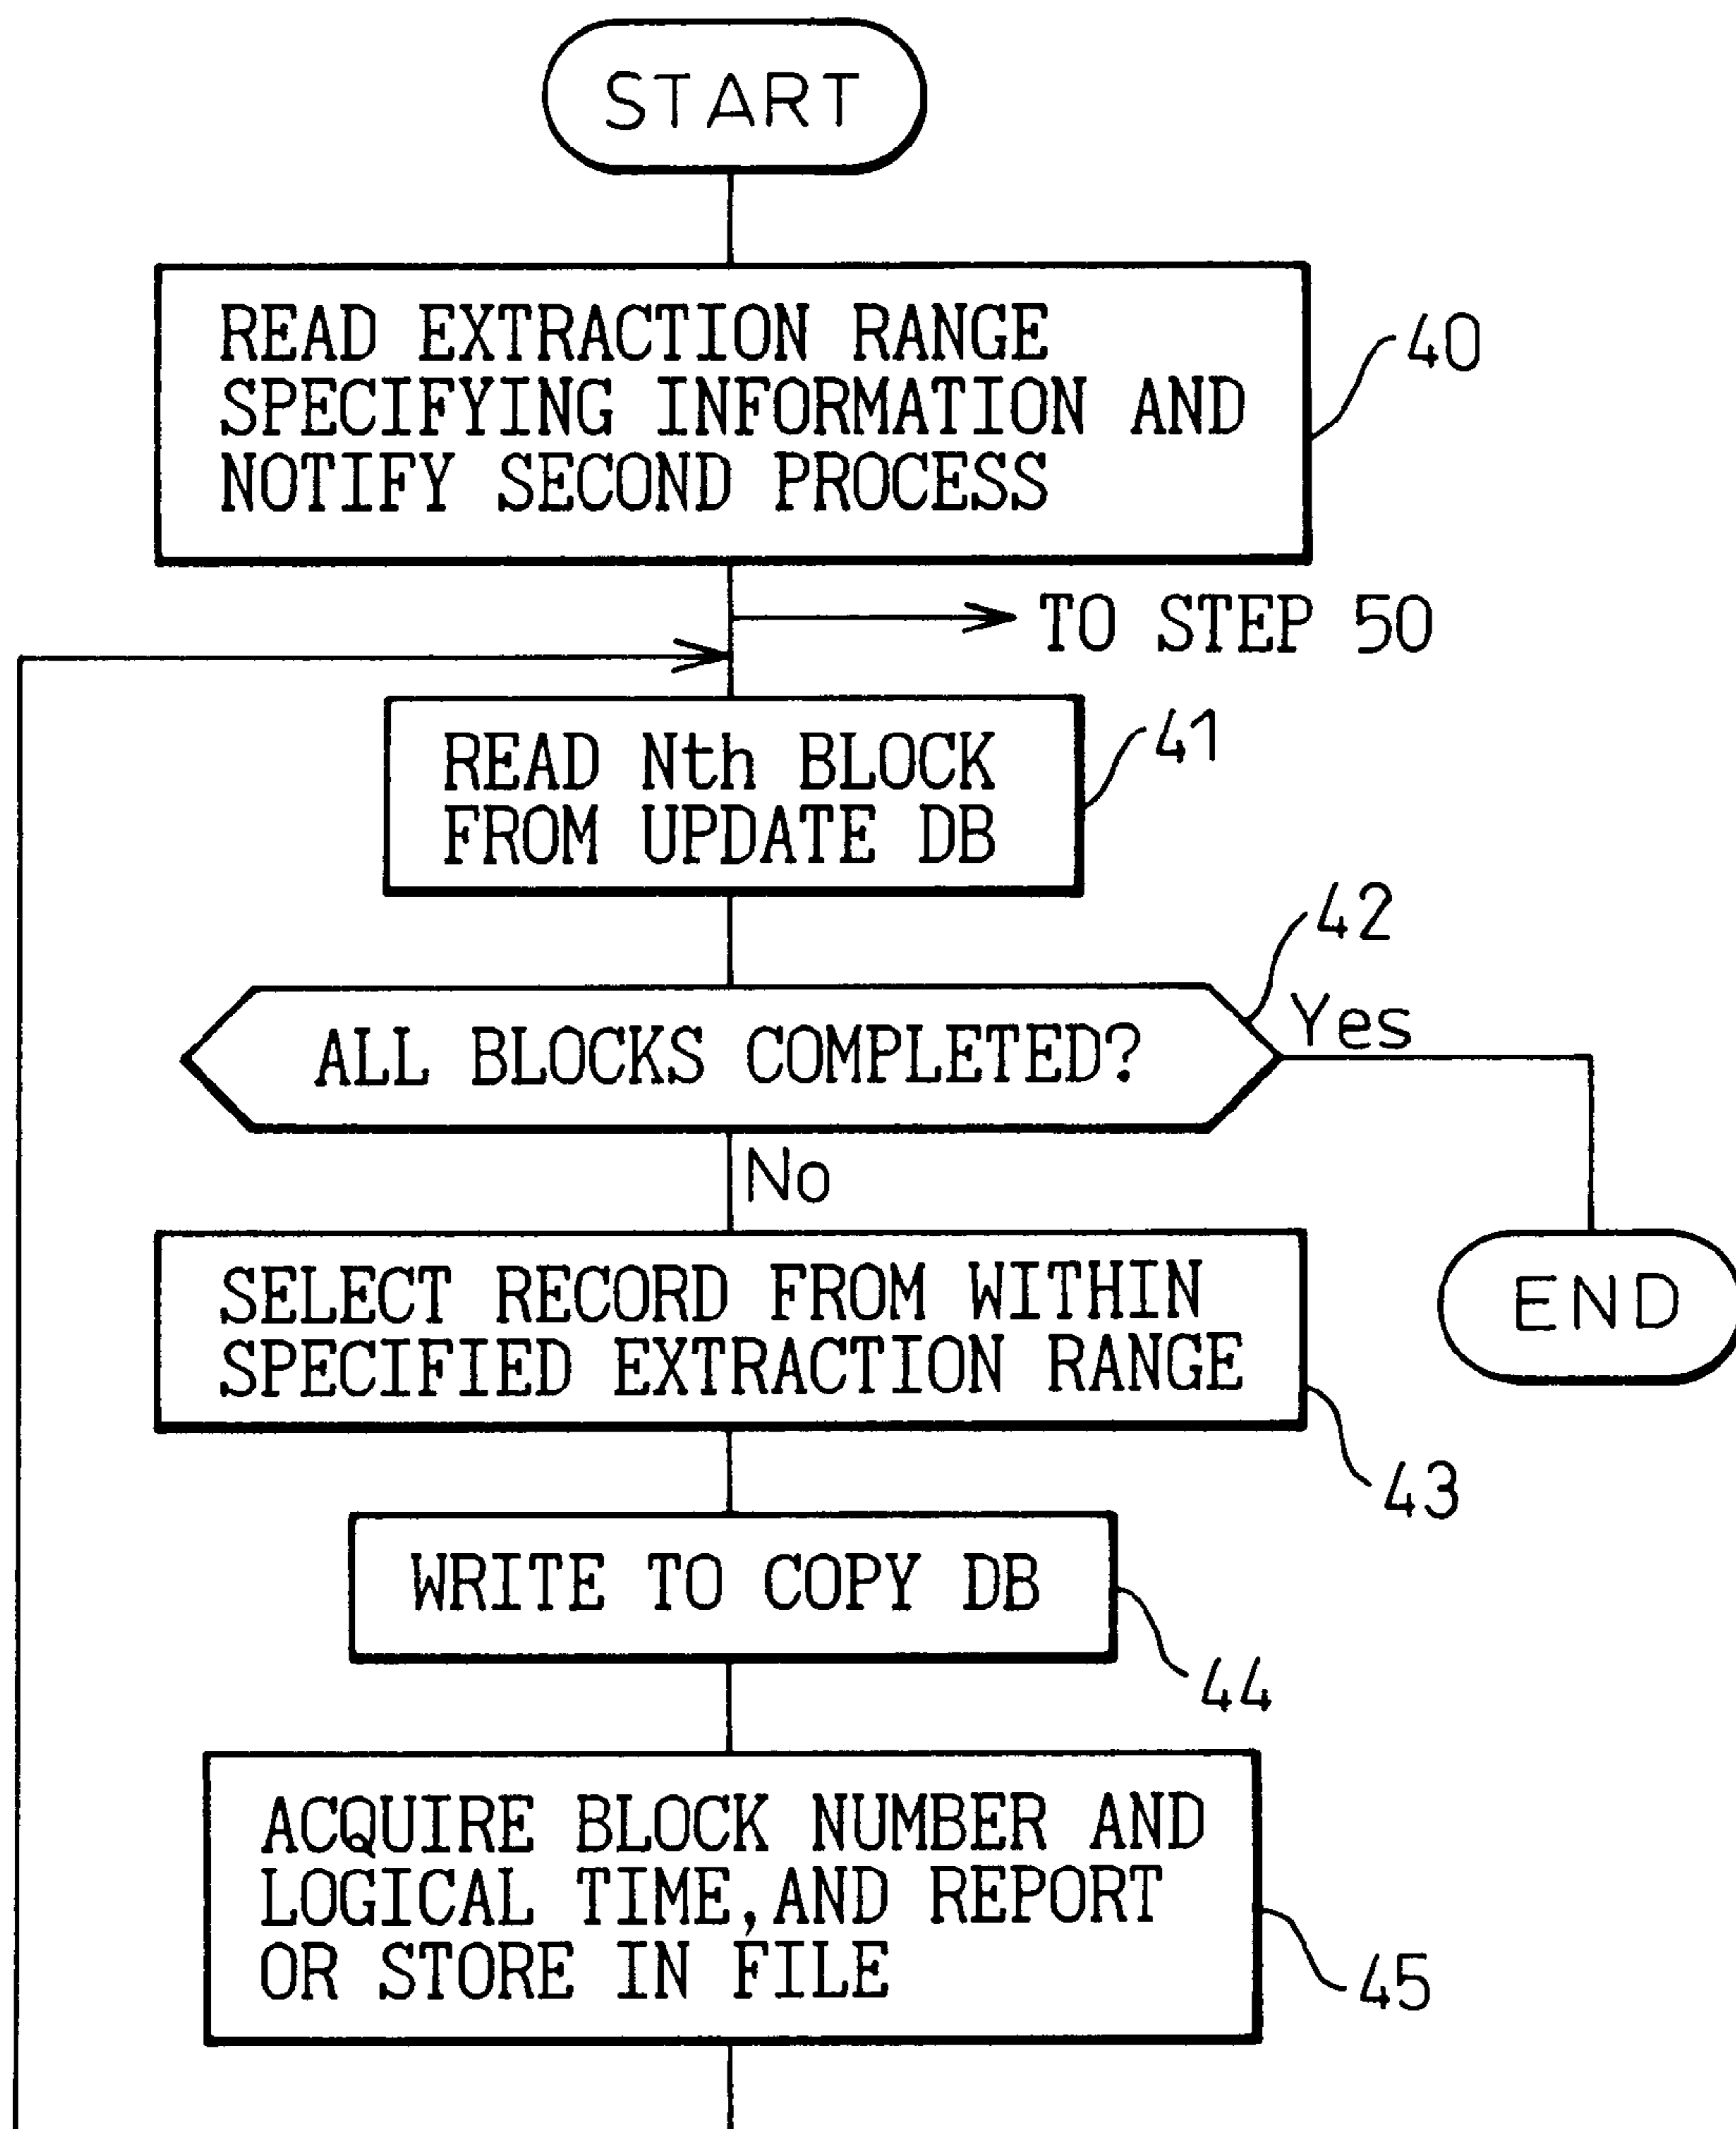 START
READ EXTRACTION RANGE
SPECIFYING INFORMATION AND
NOTIFY SECOND PROCESS
40
TO STEP 50
READ Nth BLOCK
FROM UPDATE DB
41
42
ALL BLOCKS COMPLETED?
Yes
No
SELECT RECORD FROM WITHIN
SPECIFIED EXTRACTION RANGE
END
43
WRITE TO COPY DB
44
ACQUIRE BLOCK NUMBER AND
LOGICAL TIME, AND REPORT
OR STORE IN FILE
45